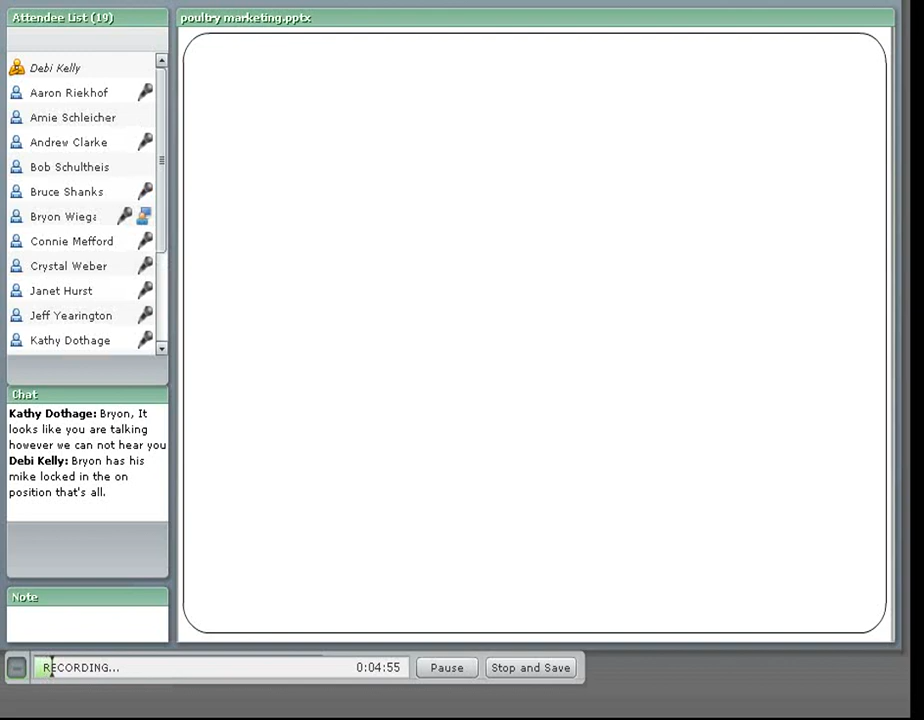 Attendee List (19)
Debi Kelly
Aaron Riekhof
Amie Schleicher
Andrew Clarke
Bob Schultheis
Bruce Shanks
Bryon Wiega
Connie Mefford
Crystal Weber
Janet Hurst
Jeff Yearington
Kathy Dothage
Chat
Kathy Dothage: Bryon, It
looks like you are talking
however we can not hear you
Debi Kelly: Bryon has his
mike locked in the on
position that's all.
Note
poultry marketing.pptx
RECORDING... 0:04:55 Pause Stop and Save